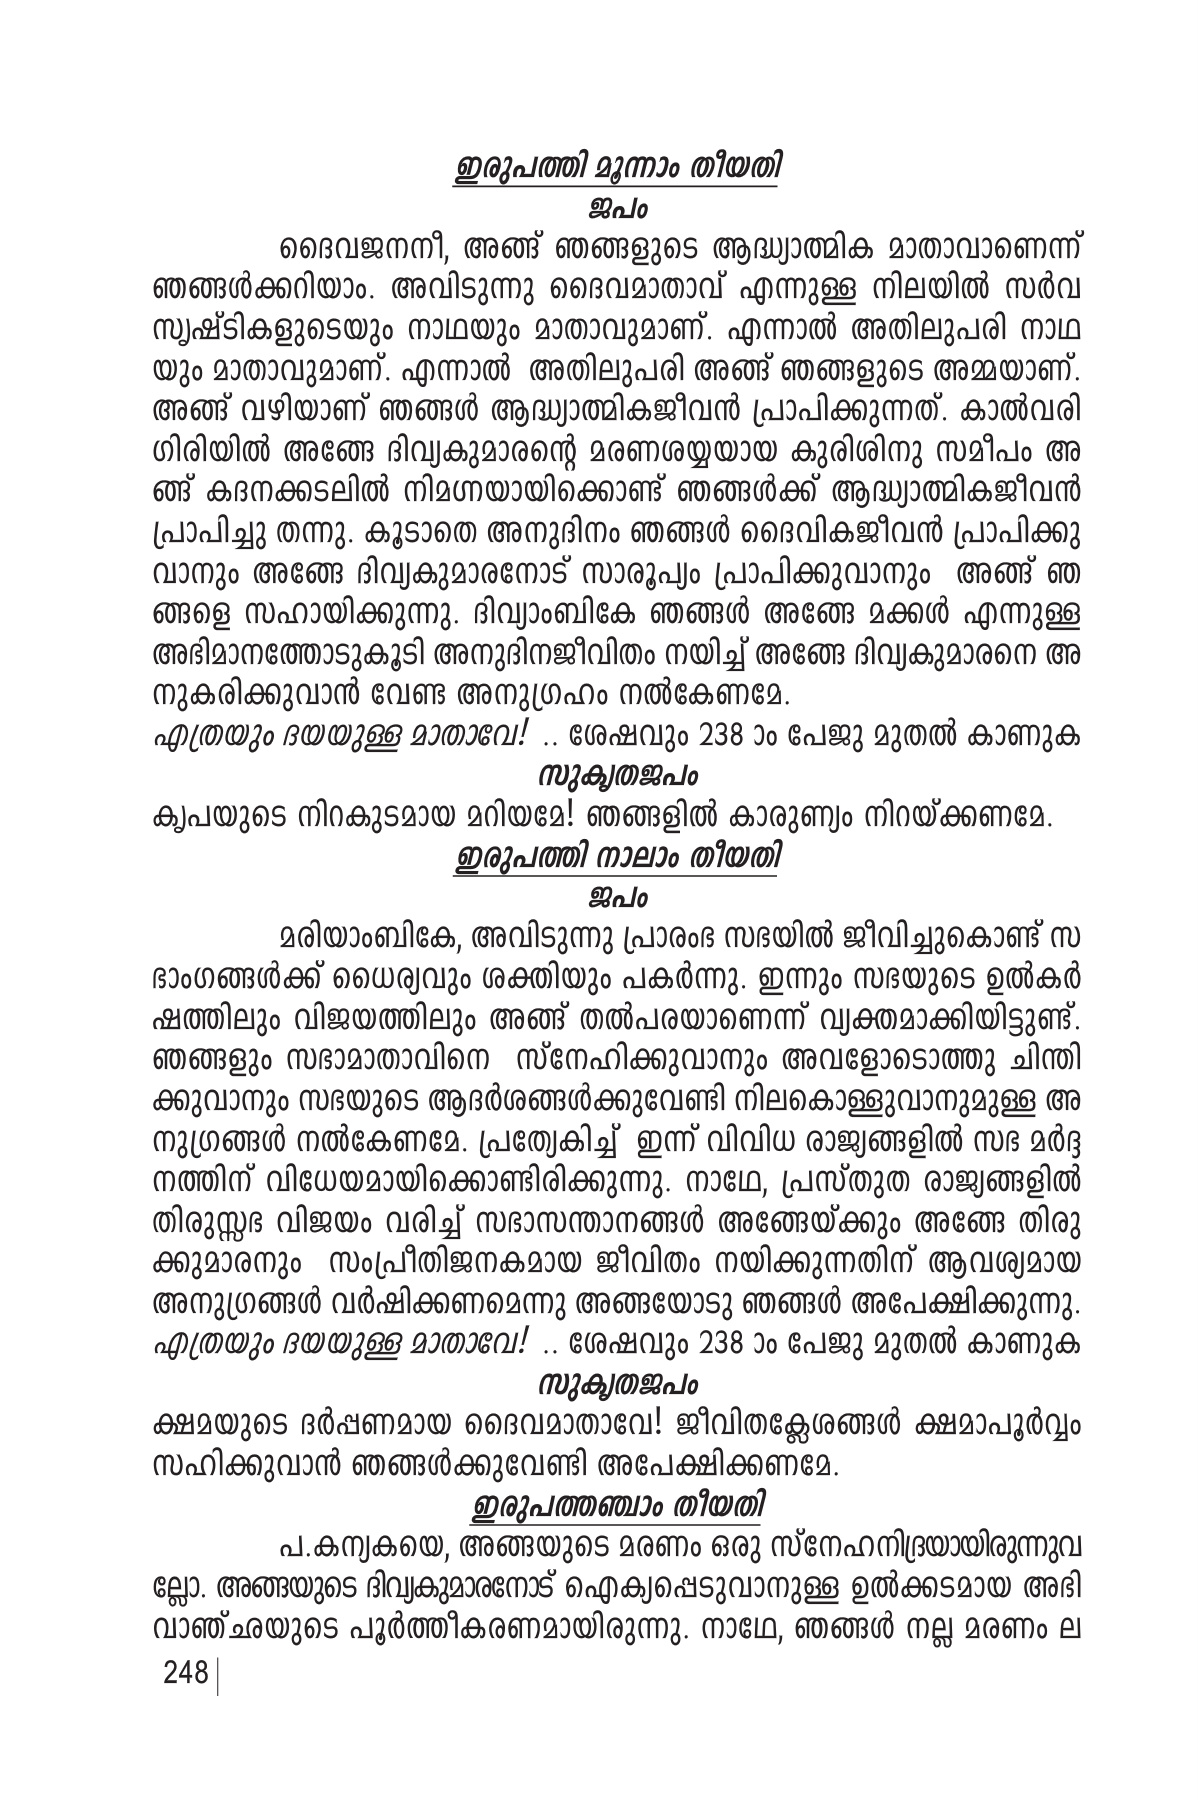 ഇരുപത്തി മൂന്നാം തീയതി
ജപം
ദൈവജനനീ, അങ്ങ് ഞങ്ങളുടെ ആദ്ധ്യാത്മിക മാതാവാണെന്ന്
ഞങ്ങൾക്കറിയാം. അവിടുന്നു ദൈവമാതാവ് എന്നുള്ള നിലയിൽ സർവ
സൃഷ്ടികളുടെയും നാഥയും മാതാവുമാണ്. എന്നാൽ അതിലുപരി നാഥ
യും മാതാവുമാണ്. എന്നാൽ അതിലുപരി അങ്ങ് ഞങ്ങളുടെ അമ്മയാണ്.
അങ്ങ് വഴിയാണ് ഞങ്ങൾ ആദ്ധ്യാത്മികജീവൻ പ്രാപിക്കുന്നത്. കാൽവരി
ഗിരിയിൽ അങ്ങേ ദിവ്യകുമാരന്റെ മരണശയ്യയായ കുരിശിനു സമീപം അ
ങ്ങ് കദനക്കടലിൽ നിമഗ്നയായിക്കൊണ്ട് ഞങ്ങൾക്ക് ആദ്ധ്യാത്മികജീവൻ
പ്രാപിച്ചു തന്നു. കൂടാതെ അനുദിനം ഞങ്ങൾ ദൈവികജീവൻ പ്രാപിക്കു
വാനും അങ്ങേ ദിവ്യകുമാരനോട് സാരൂപ്യം പ്രാപിക്കുവാനും അങ്ങ് ഞ
ങ്ങളെ സഹായിക്കുന്നു. ദിവ്യാംബികേ ഞങ്ങൾ അങ്ങേ മക്കൾ എന്നുള്ള
അഭിമാനത്തോടുകൂടി അനുദിനജീവിതം നയിച്ച് അങ്ങേ ദിവ്യകുമാരനെ അ
നുകരിക്കുവാൻ വേണ്ട അനുഗ്രഹം നൽകേണമേ.
എത്രയും ദയയുള്ള മാതാവേ! .. ശേഷവും 238 ാം പേജു മുതൽ കാണുക
സുകൃതജപം
കൃപയുടെ നിറകുടമായ മറിയമേ! ഞങ്ങളിൽ കാരുണ്യം നിറയ്ക്കണമേ.
ഇരുപത്തി നാലാം തീയതി
ജപം
മരിയാംബികേ, അവിടുന്നു പ്രാരംഭ സഭയിൽ ജീവിച്ചുകൊണ്ട് സ
ഭാംഗങ്ങൾക്ക് ധൈര്യവും ശക്തിയും പകർന്നു. ഇന്നും സഭയുടെ ഉൽകർ
ഷത്തിലും വിജയത്തിലും അങ്ങ് തൽപരയാണെന്ന് വ്യക്തമാക്കിയിട്ടുണ്ട്.
ഞങ്ങളും സഭാമാതാവിനെ സ്നേഹിക്കുവാനും അവളോടൊത്തു ചിന്തി
ക്കുവാനും സഭയുടെ ആദർശങ്ങൾക്കുവേണ്ടി നിലകൊള്ളുവാനുമുള്ള അ
നുഗ്രങ്ങൾ നൽകേണമേ. പ്രത്യേകിച്ച് ഇന്ന് വിവിധ രാജ്യങ്ങളിൽ സഭ മർദ്ദ
നത്തിന് വിധേയമായിക്കൊണ്ടിരിക്കുന്നു. നാഥേ, പ്രസ്തുത രാജ്യങ്ങളിൽ
തിരുസ്സഭ വിജയം വരിച്ച് സഭാസന്താനങ്ങൾ അങ്ങേയ്ക്കും അങ്ങേ തിരു
ക്കുമാരനും സംപ്രീതിജനകമായ ജീവിതം നയിക്കുന്നതിന് ആവശ്യമായ
അനുഗ്രങ്ങൾ വർഷിക്കണമെന്നു അങ്ങയോടു ഞങ്ങൾ അപേക്ഷിക്കുന്നു.
എത്രയും ദയയുള്ള മാതാവേ! .. ശേഷവും 238 ാം പേജു മുതൽ കാണുക
സുകൃതജപം
ക്ഷമയുടെ ദർപ്പണമായ ദൈവമാതാവേ! ജീവിതക്ലേശങ്ങൾ ക്ഷമാപൂർവ്വം
സഹിക്കുവാൻ ഞങ്ങൾക്കുവേണ്ടി അപേക്ഷിക്കണമേ.
ഇരുപത്തഞ്ചാം തീയതി
പ.കന്യകയെ, അങ്ങയുടെ മരണം ഒരു സ്നേഹനിദ്രയായിരുന്നുവ
ല്ലോ. അങ്ങയുടെ ദിവ്യകുമാരനോട് ഐക്യപ്പെടുവാനുള്ള ഉൽക്കടമായ അഭി
വാഞ്ഛയുടെ പൂർത്തീകരണമായിരുന്നു. നാഥേ, ഞങ്ങൾ നല്ല മരണം ല
248